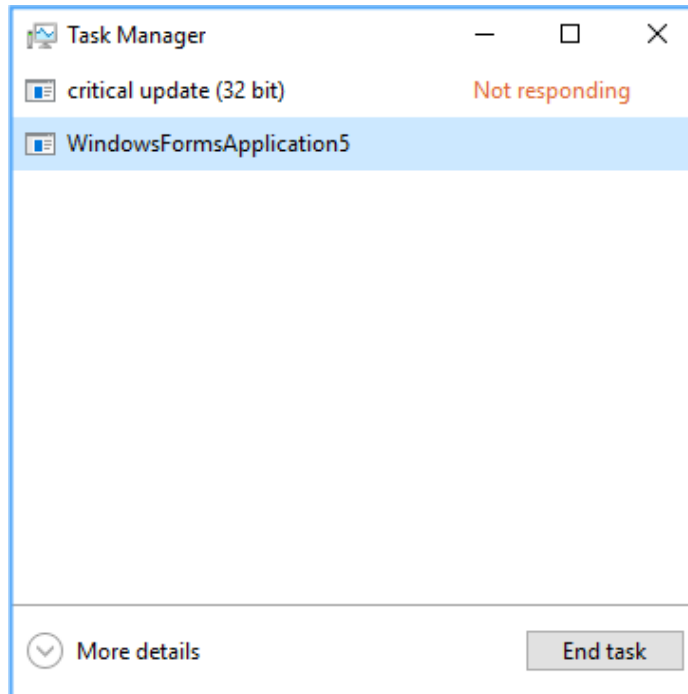 Task Manager
critical update (32 bit) Not responding
WindowsFormsApplication5
More details End task